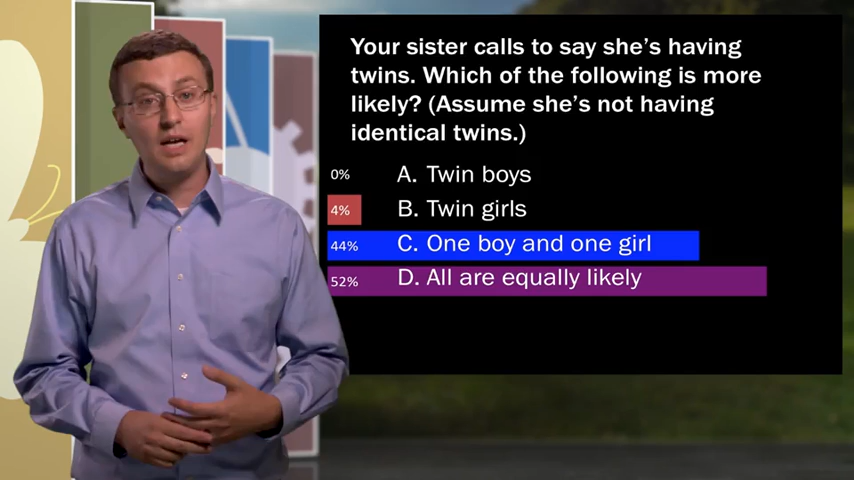 Your sister calls to say she's having
twins. Which of the following is more
likely? (Assume she's not having
identical twins.)
0% A. Twin boys
4% B. Twin girls
44% C. One boy and one girl
52% D. All are equally likely